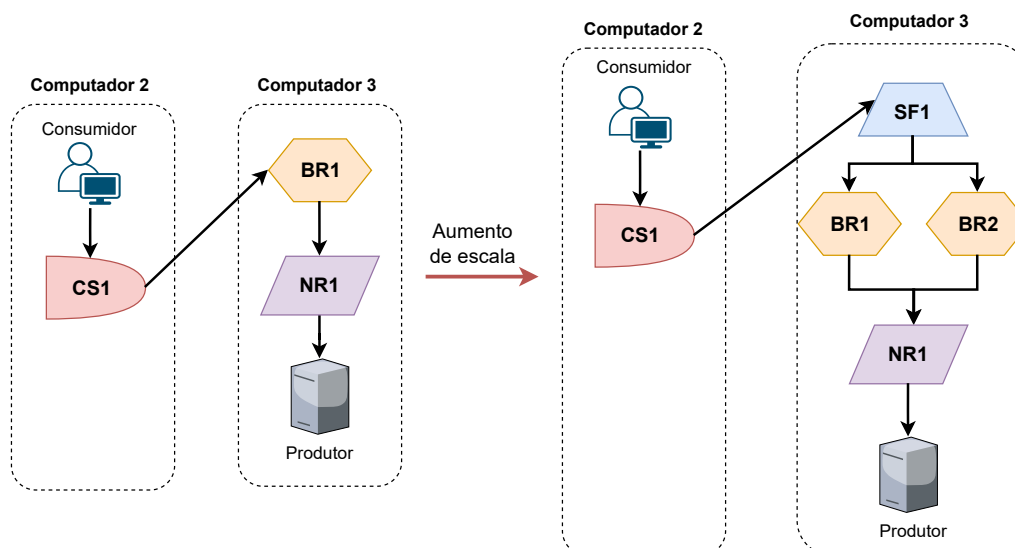 Computador 2
Consumidor
CS1
Computador 3
BR1
NR1
Produtor
Aumento
de escala
Computador 2
Consumidor
CS1
Computador 3
SF1
BR1
BR2
NR1
Produtor